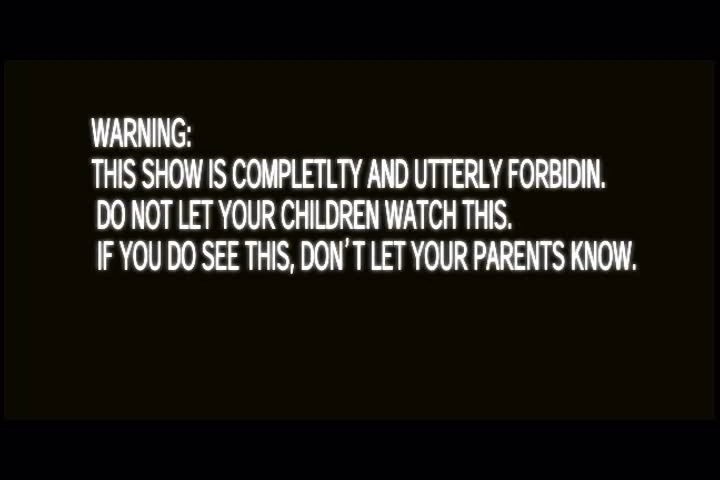 WARNING:
THIS SHOW IS COMPLETLTY AND UTTERLY FORBIDIN.
DO NOT LET YOUR CHILDREN WATCH THIS.
IF YOU DO SEE THIS, DON'T LET YOUR PARENTS KNOW.